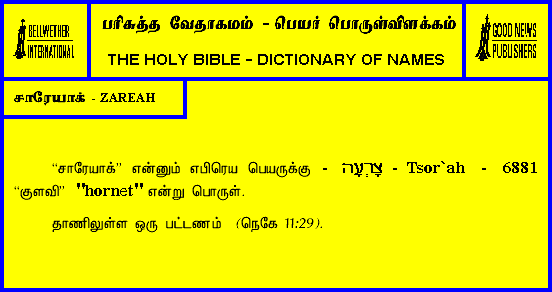 BELLWETHER
INTERNATIONAL
பரிசுத்த வேதாகமம் - பெயர் பொருள்விளக்கம்
THE HOLY BIBLE - DICTIONARY OF NAMES
GOOD NEWS
PUBLISHERS
சாரேயாக் - ZAREAH
“சாரேயாக்” என்னும் எபிரெய பெயருக்கு - צָרְעָה - Tsor`ah - 6881
“குளவி” "hornet" என்று பொருள்.
தாணிலுள்ள ஒரு பட்டணம் (நெகே 11:29).